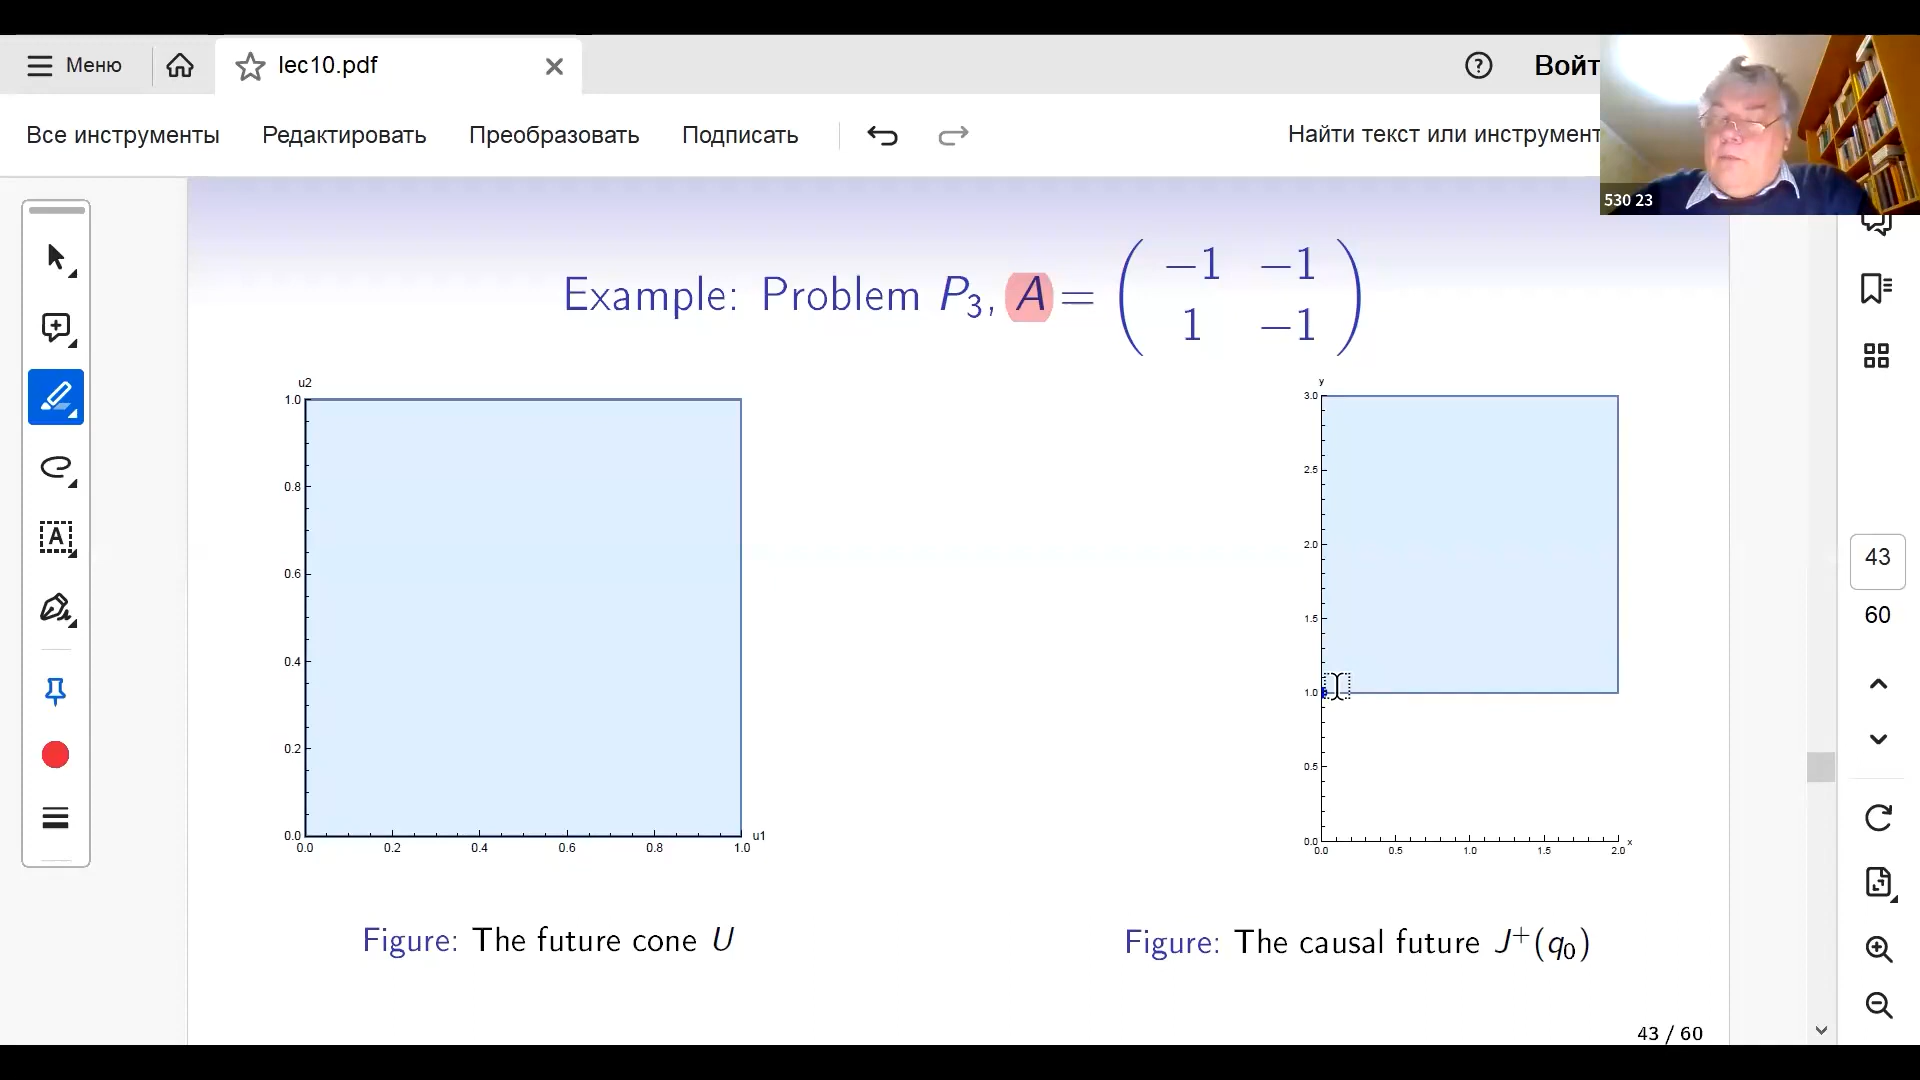 Меню
lec10.pdf
Войт
530 23
Все инструменты
Редактировать
Преобразовать
Подписать
Найти текст или инструмент
Example: Problem P₃, A = ( −1 −1
1 −1 )
u2
1.0
0.8
0.6
0.4
0.2
0.0
0.0 0.2 0.4 0.6 0.8 1.0
u1
y
3.0
2.5
2.0
1.5
1.0
0.5
0.0
0.0 0.5 1.0 1.5 2.0
x
Figure: The future cone U
Figure: The causal future J⁺(q₀)
43 / 60
43
60